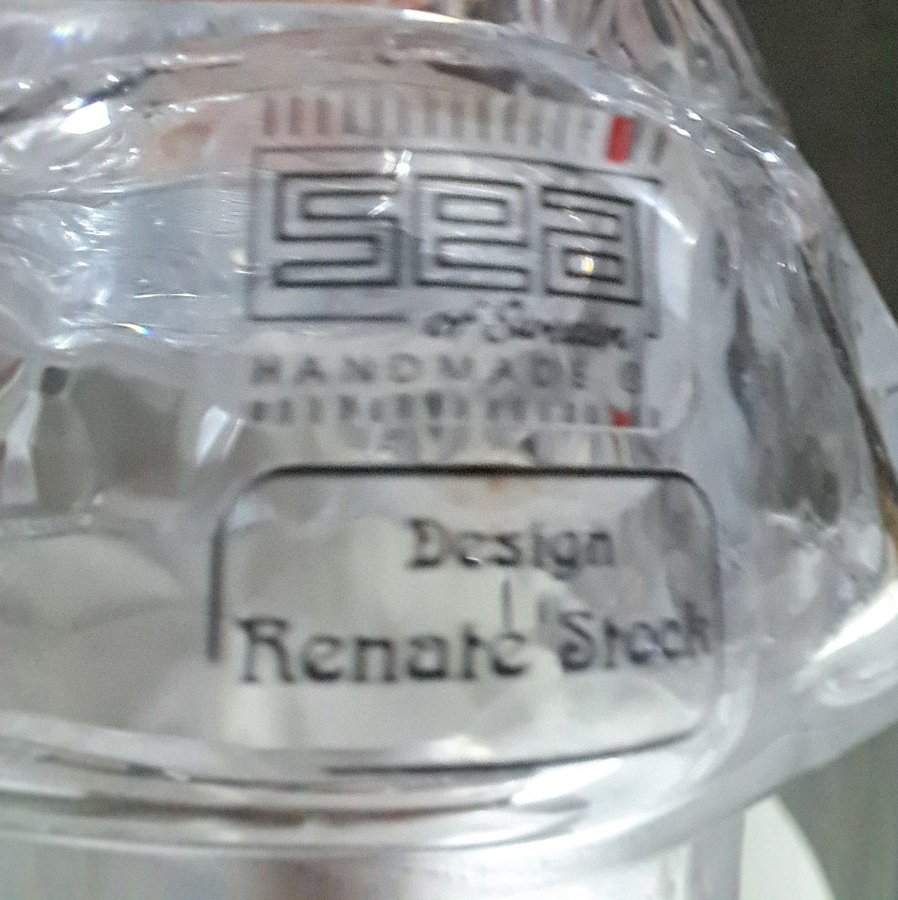 sea
of Sweden
HANDMADE
Design
Renate Stock